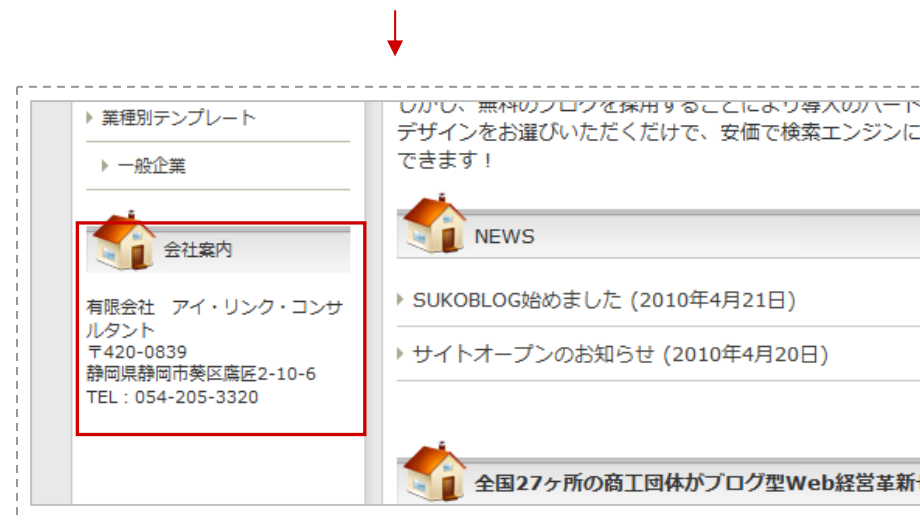 業種別テンプレート
一般企業
会社案内
有限会社　アイ・リンク・コンサ
ルタント
〒420-0839
静岡県静岡市葵区鷹匠2-10-6
TEL：054-205-3320
しかし、無料のブログを採用することにより導入のハード
デザインをお選びいただくだけで、安価で検索エンジンに
できます！
NEWS
SUKOBLOG始めました (2010年4月21日)
サイトオープンのお知らせ (2010年4月20日)
全国27ヶ所の商工団体がブログ型Web経営革新